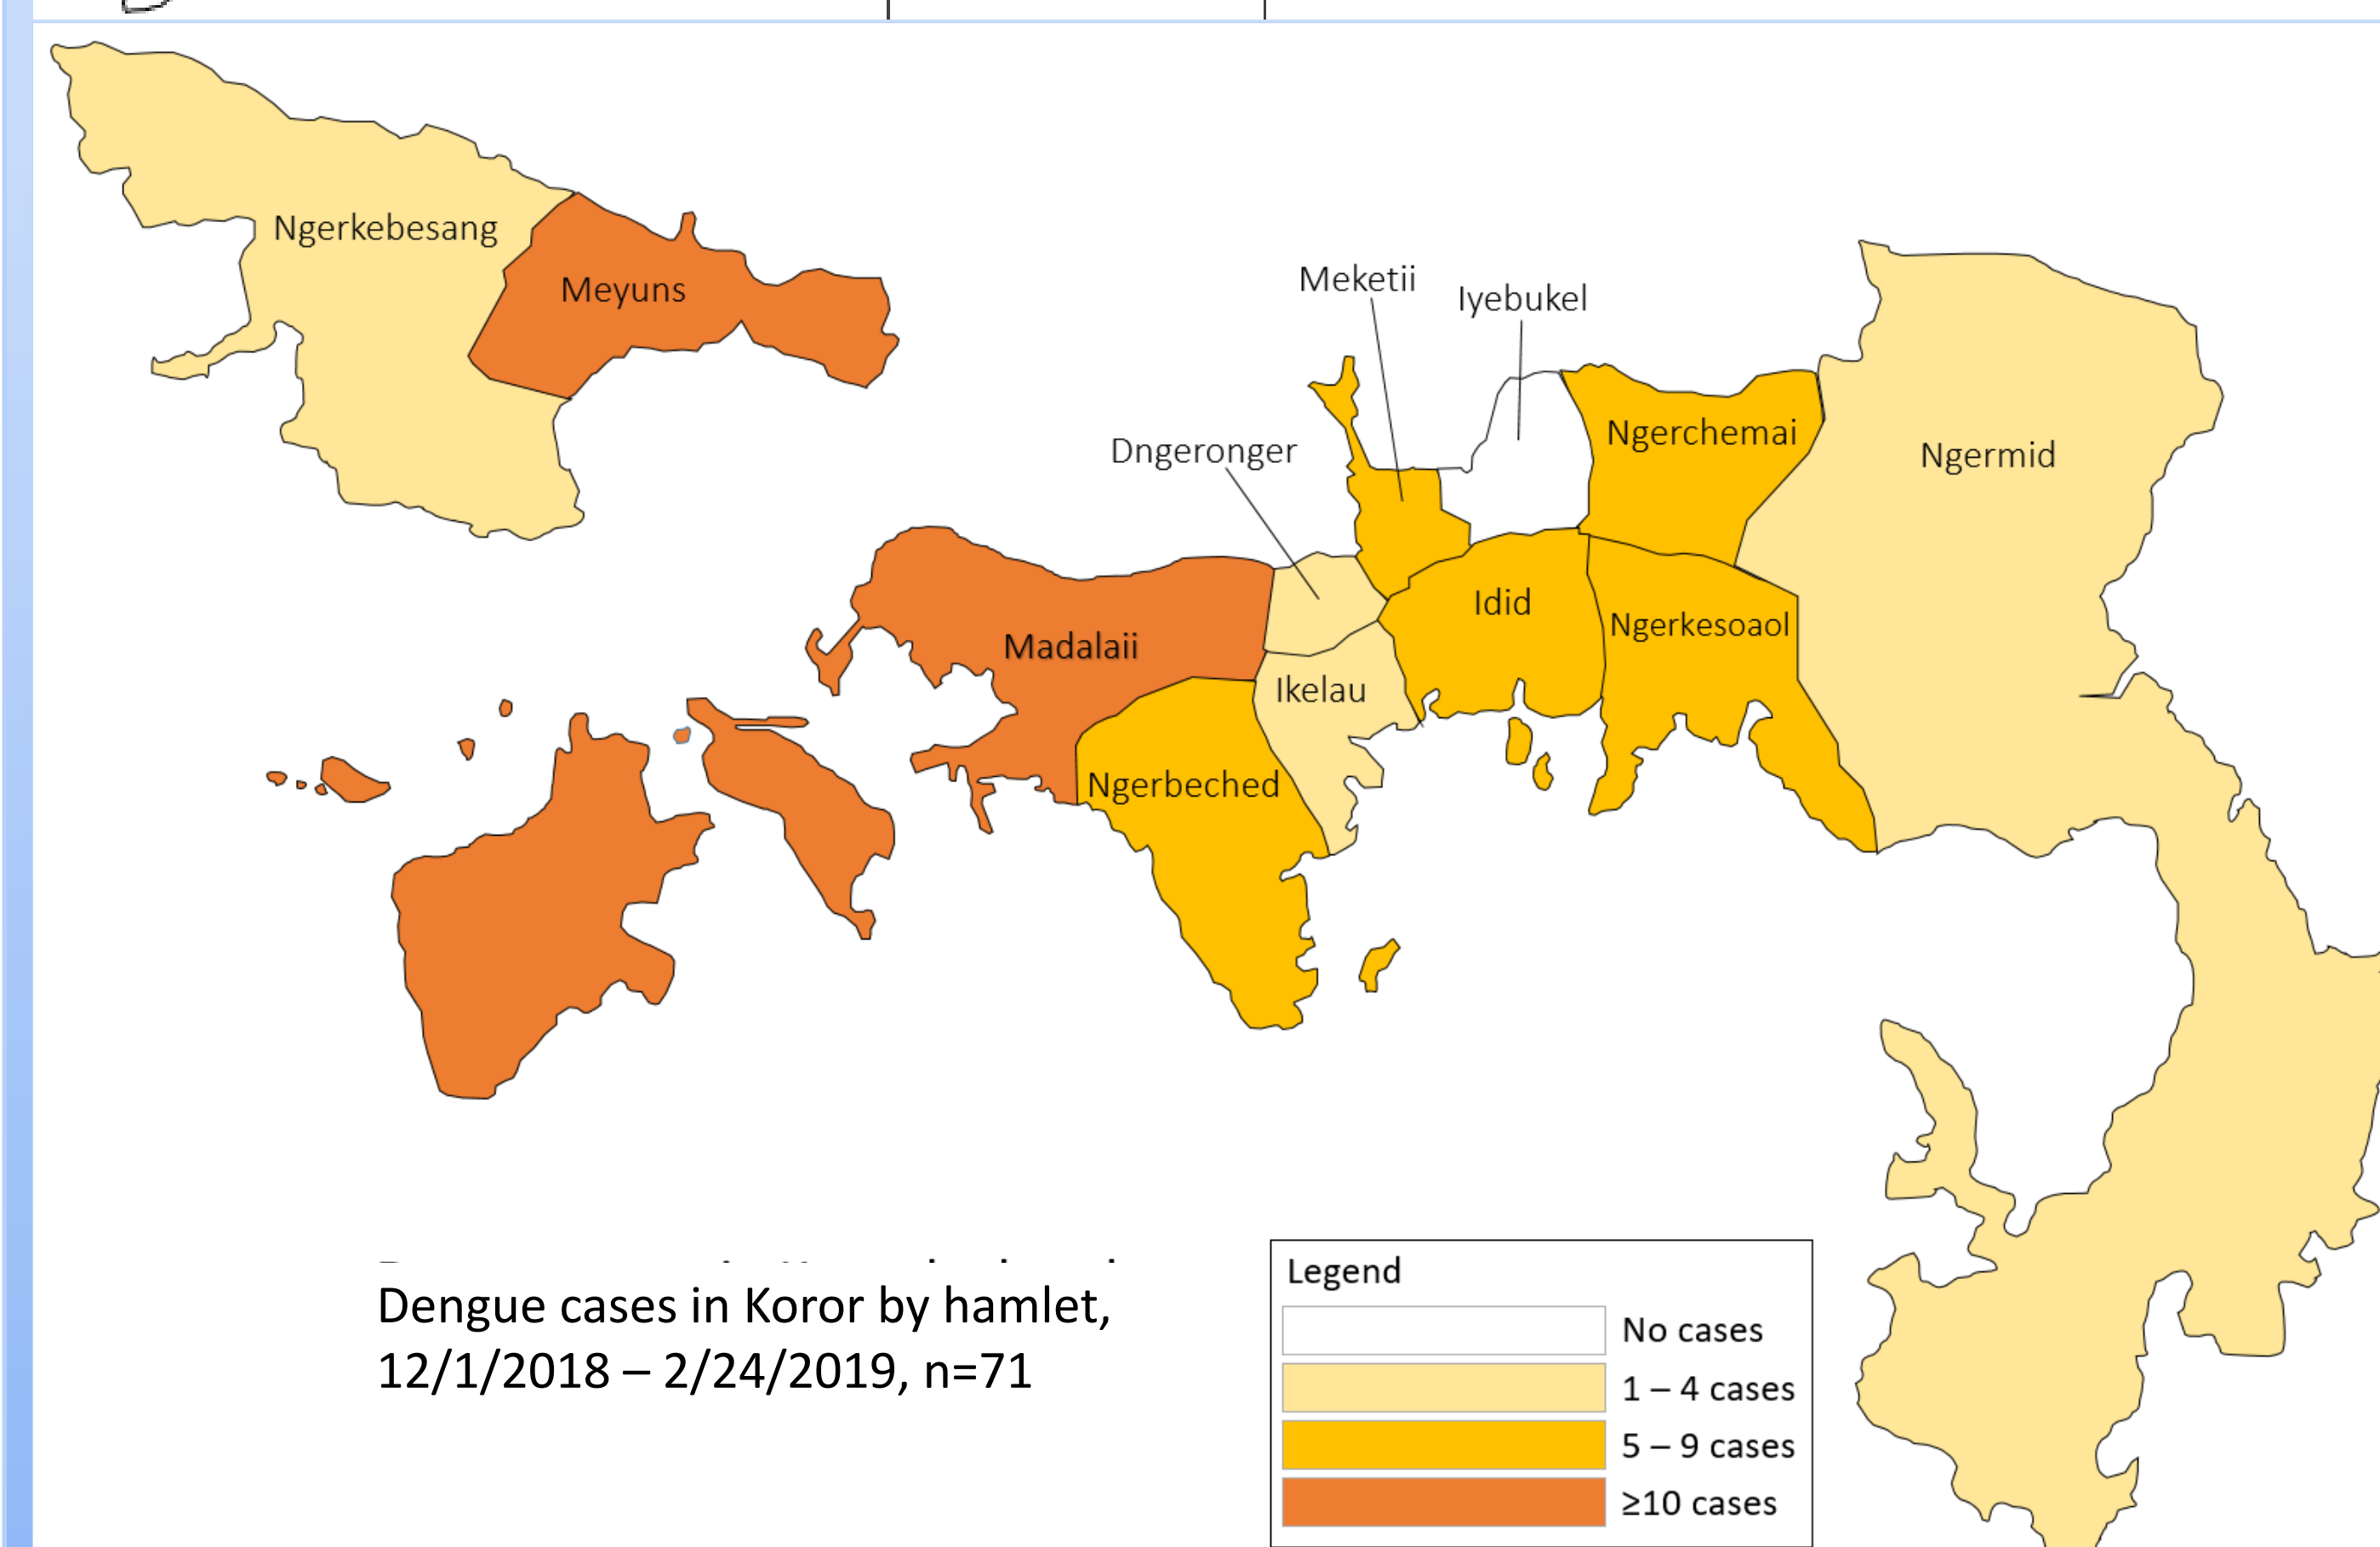 Ngerkebesang
Meyuns
Meketii
Iyebukel
Dngeronger
Ngerchemai
Ngermid
Madalaii
Idid
Ngerkesoaol
Ikelau
Ngerbeched
Dengue cases in Koror by hamlet,
12/1/2018 – 2/24/2019, n=71
Legend
No cases
1 – 4 cases
5 – 9 cases
≥10 cases